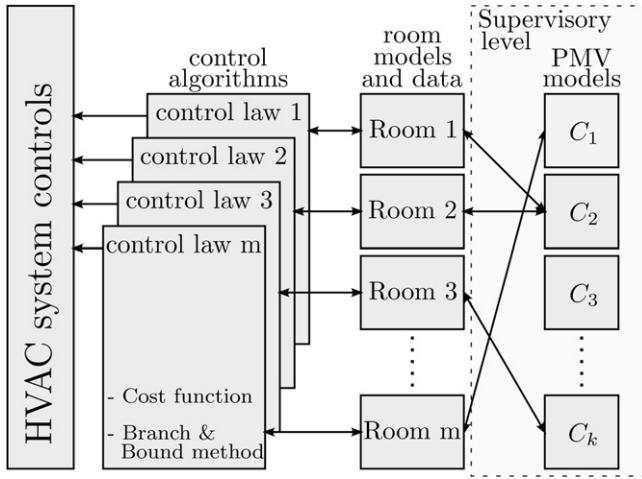 HVAC system controls
control
algorithms
control law 1
control law 2
control law 3
control law m
- Cost function
- Branch &
Bound method
room
models
and data
Room 1
Room 2
Room 3
Room m
Supervisory
level
PMV
models
C1
C2
C3
Ck